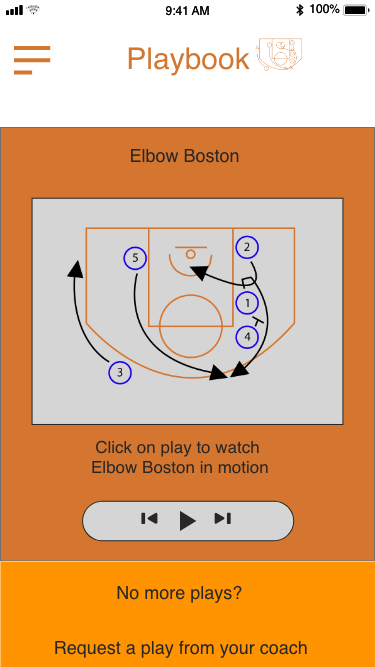 9:41 AM
100%
Playbook
Elbow Boston
2
5
1
4
3
Click on play to watch
Elbow Boston in motion
No more plays?
Request a play from your coach